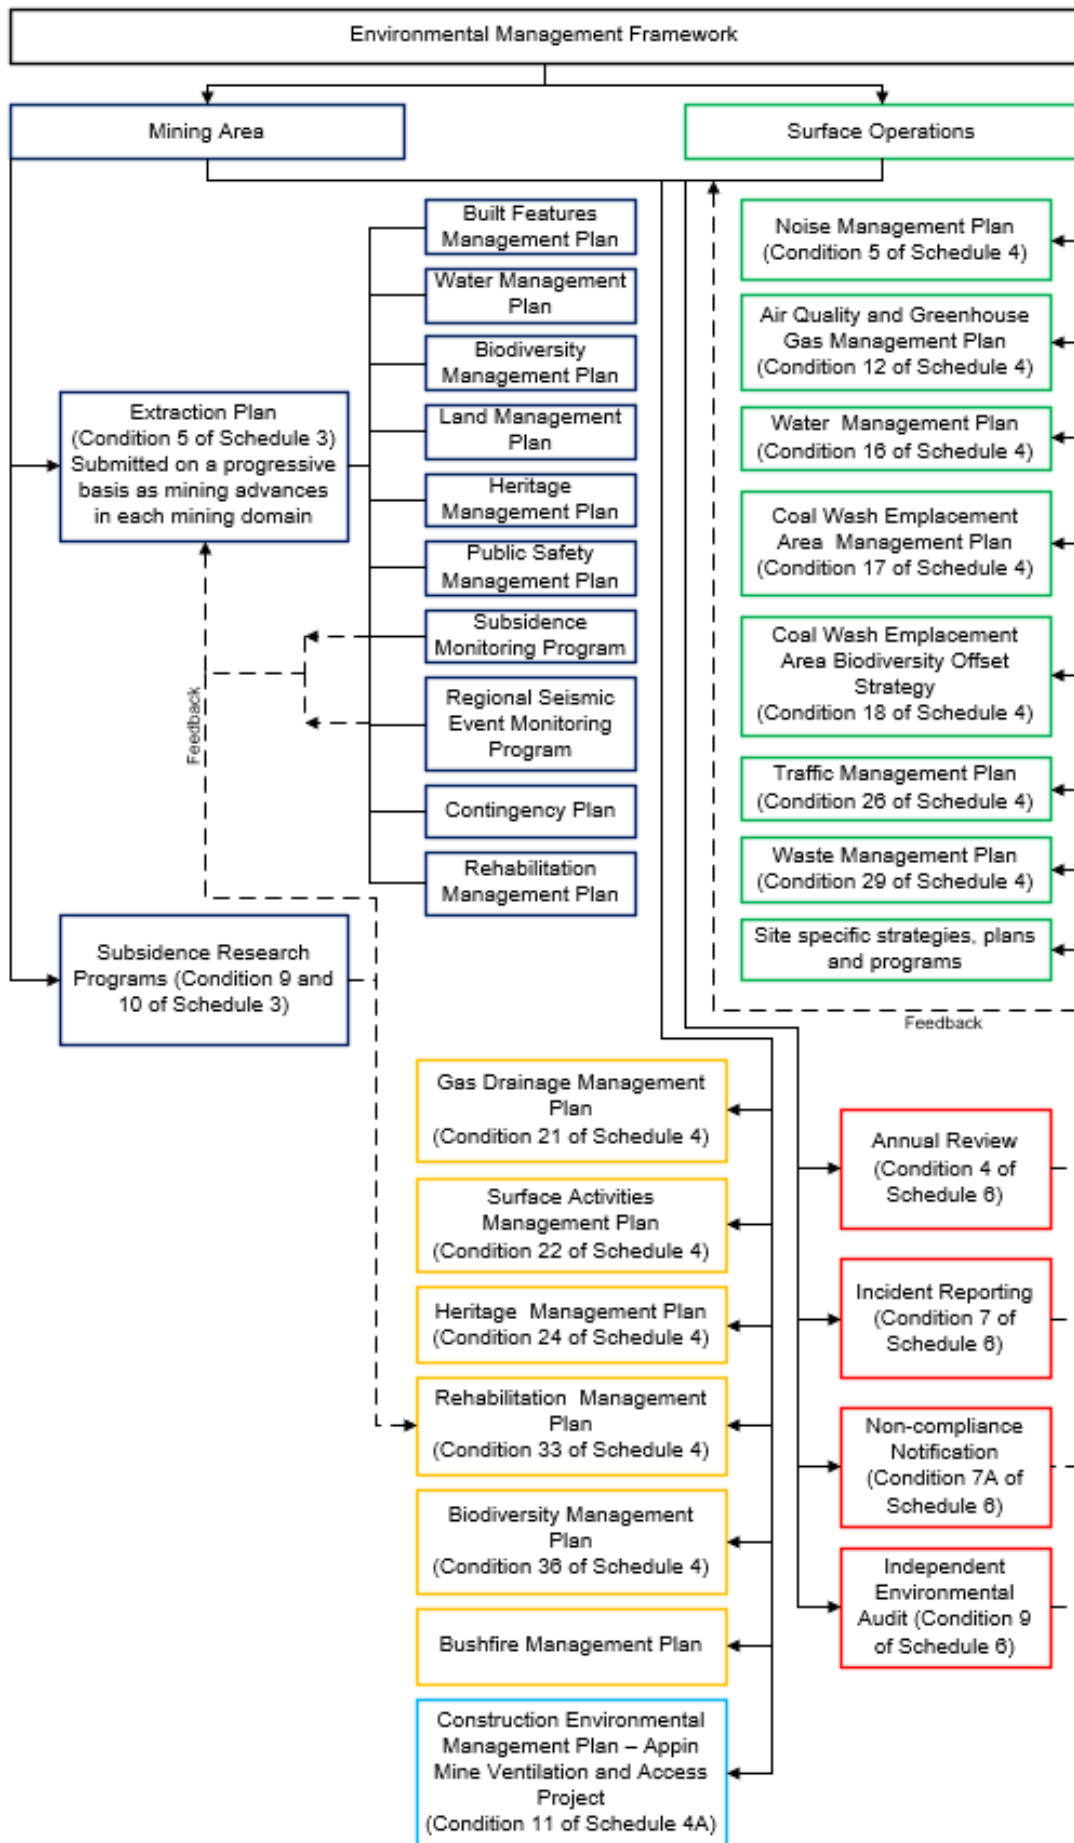 Environmental Management Framework
Mining Area
Surface Operations
Built Features
Management Plan
Water Management
Plan
Biodiversity
Management Plan
Land Management
Plan
Heritage
Management Plan
Public Safety
Management Plan
Subsidence
Monitoring Program
Regional Seismic
Event Monitoring
Program
Contingency Plan
Rehabilitation
Management Plan
Extraction Plan
(Condition 5 of Schedule 3)
Submitted on a progressive
basis as mining advances
in each mining domain
Feedback
Subsidence Research
Programs (Condition 9 and
10 of Schedule 3)
Noise Management Plan
(Condition 5 of Schedule 4)
Air Quality and Greenhouse
Gas Management Plan
(Condition 12 of Schedule 4)
Water Management Plan
(Condition 16 of Schedule 4)
Coal Wash Emplacement
Area Management Plan
(Condition 17 of Schedule 4)
Coal Wash Emplacement
Area Biodiversity Offset
Strategy
(Condition 18 of Schedule 4)
Traffic Management Plan
(Condition 26 of Schedule 4)
Waste Management Plan
(Condition 29 of Schedule 4)
Site specific strategies, plans
and programs
Feedback
Gas Drainage Management
Plan
(Condition 21 of Schedule 4)
Surface Activities
Management Plan
(Condition 22 of Schedule 4)
Heritage Management Plan
(Condition 24 of Schedule 4)
Rehabilitation Management
Plan
(Condition 33 of Schedule 4)
Biodiversity Management
Plan
(Condition 36 of Schedule 4)
Bushfire Management Plan
Construction Environmental
Management Plan – Appin
Mine Ventilation and Access
Project
(Condition 11 of Schedule 4A)
Annual Review
(Condition 4 of
Schedule 6)
Incident Reporting
(Condition 7 of
Schedule 6)
Non-compliance
Notification
(Condition 7A of
Schedule 6)
Independent
Environmental
Audit (Condition 9
of Schedule 6)